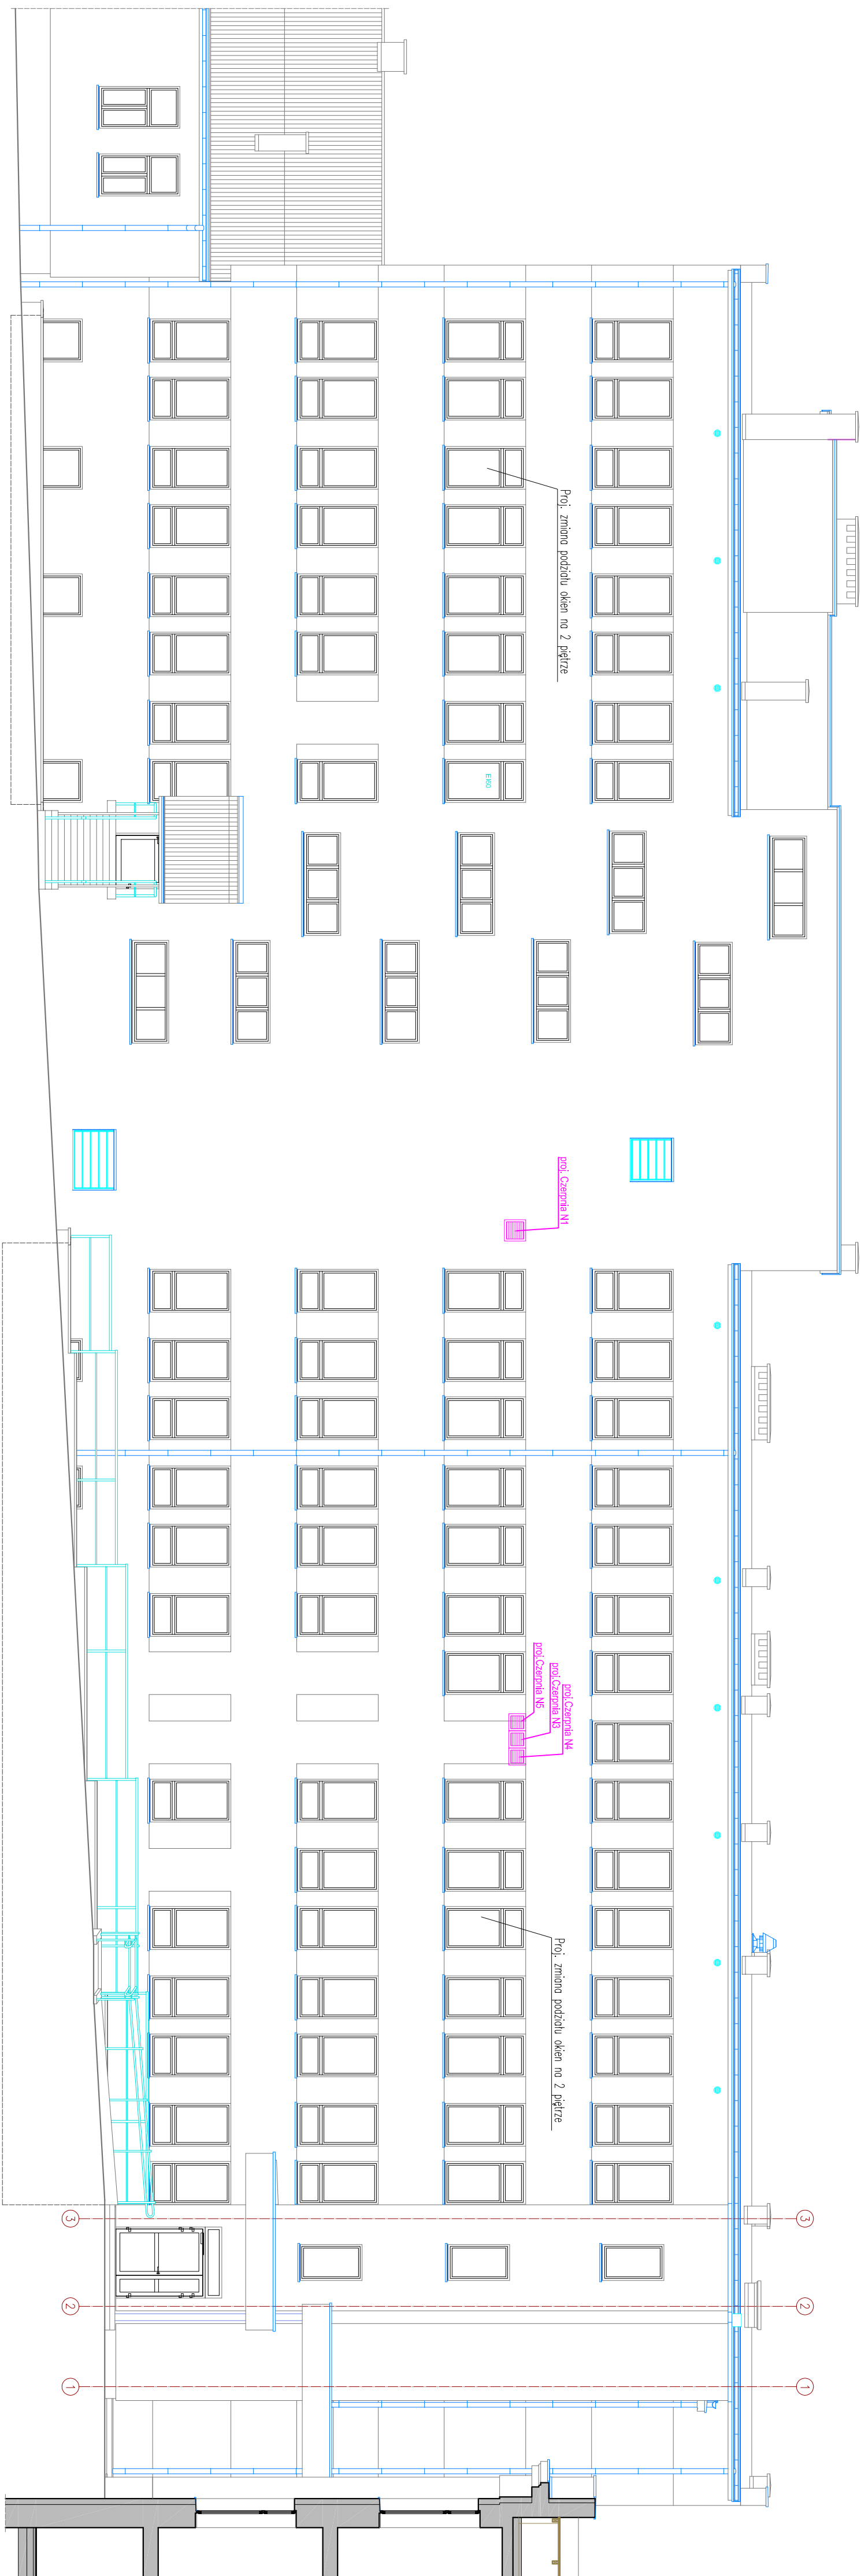 Proj. zmiana podziału okien na 2 piętrze
EI60
proj. Czerpnia N1
proj.Czerpnia N4
proj.Czerpnia N3
proj.Czerpnia N5
Proj. zmiana podziału okien na 2 piętrze
3
3
2
2
1
1